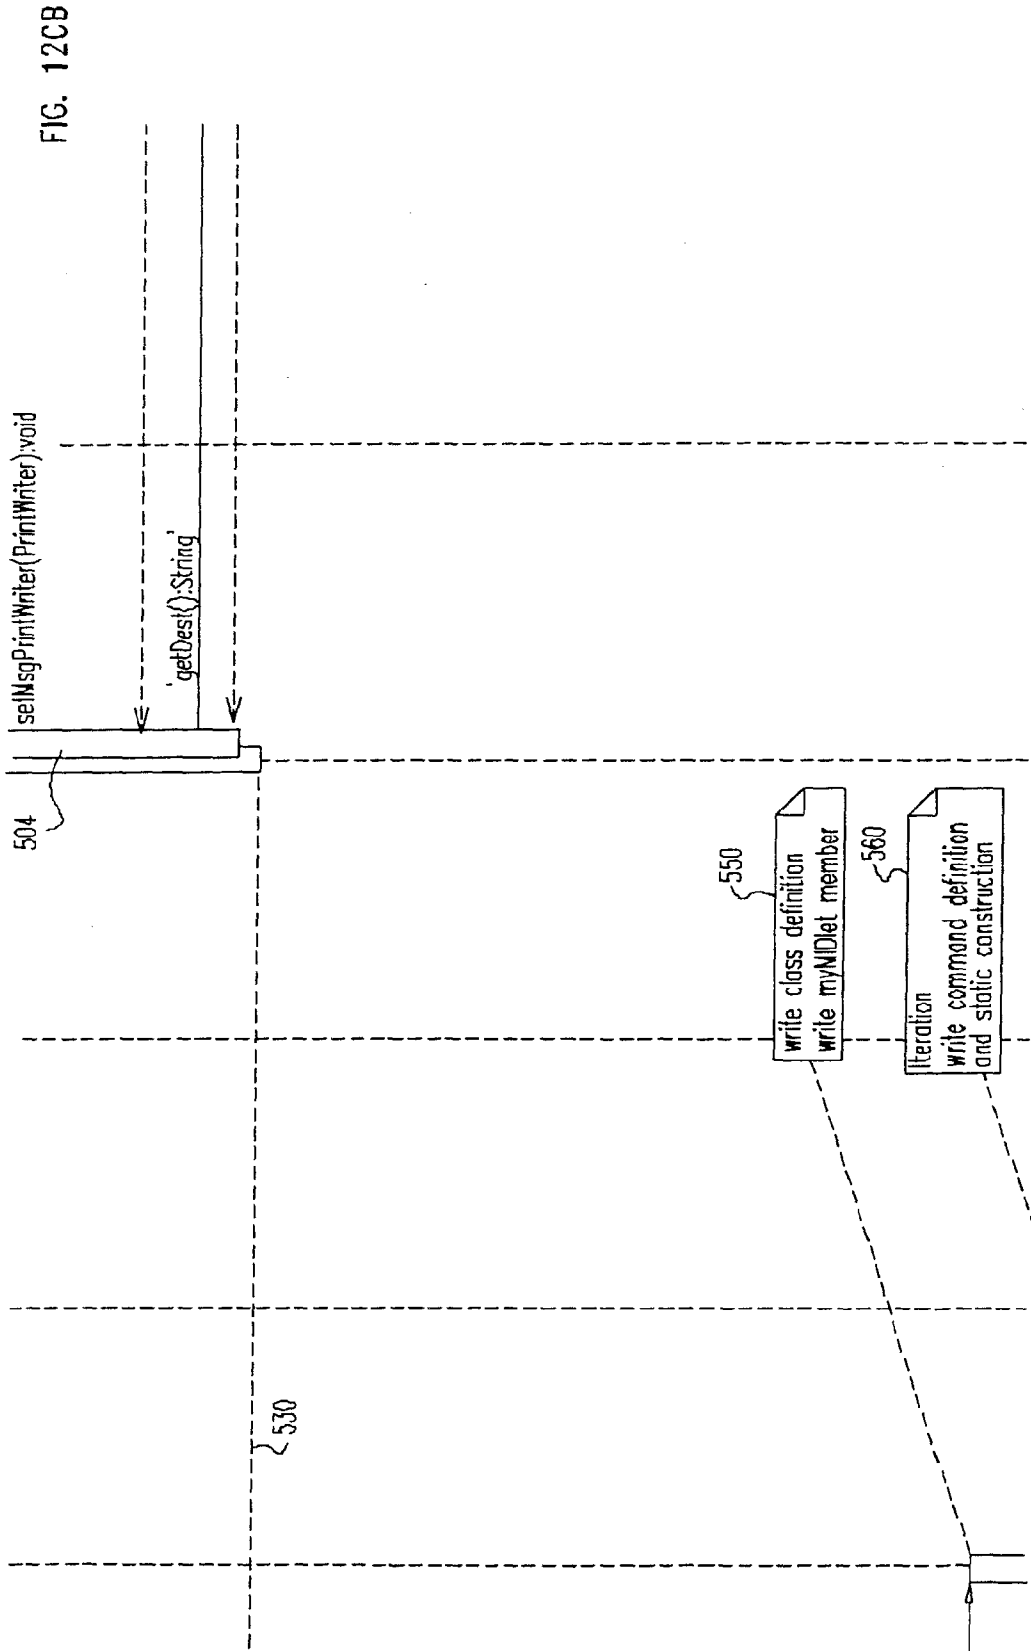 FIG. 12CB
setMsgPrintWriter(PrintWriter):void
504
'getDest():String'
530
550
write class definition
write myMIDlet member
560
Iteration
write command definition
and static construction